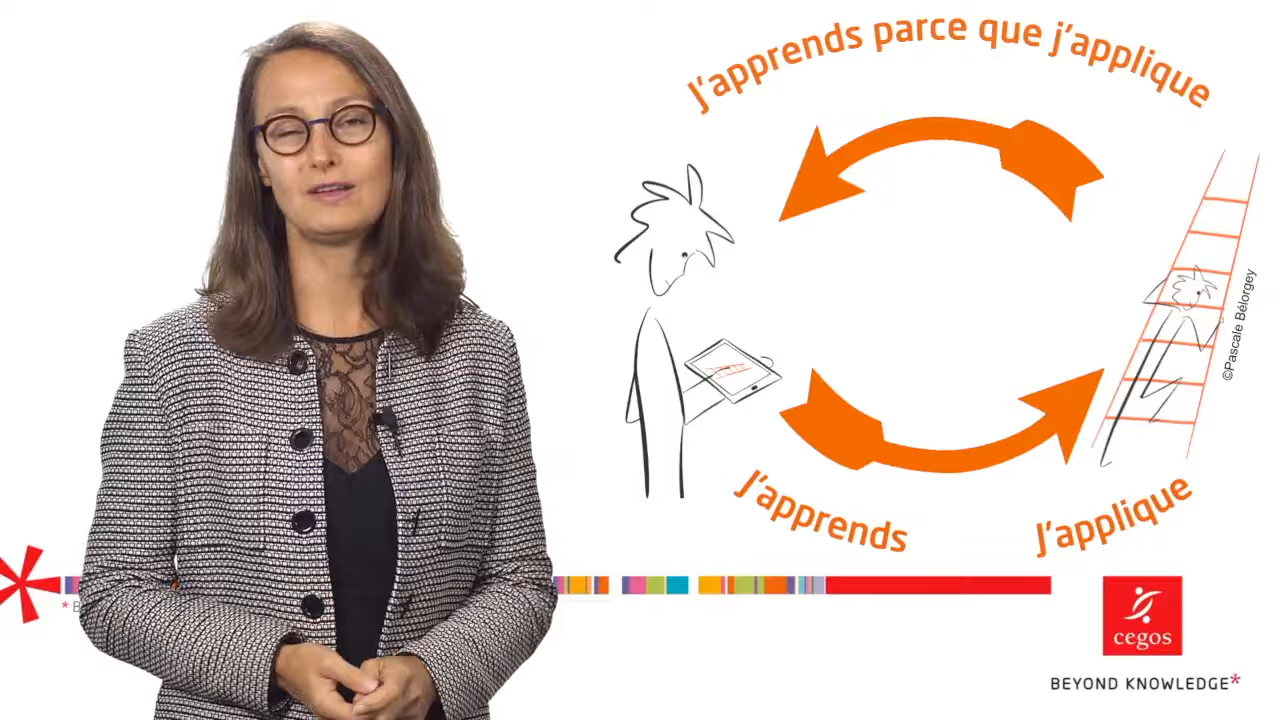 J'apprends parce que j'applique
©Pascale Bélorgey
J'apprends
J'applique
* B
cegos
BEYOND KNOWLEDGE*